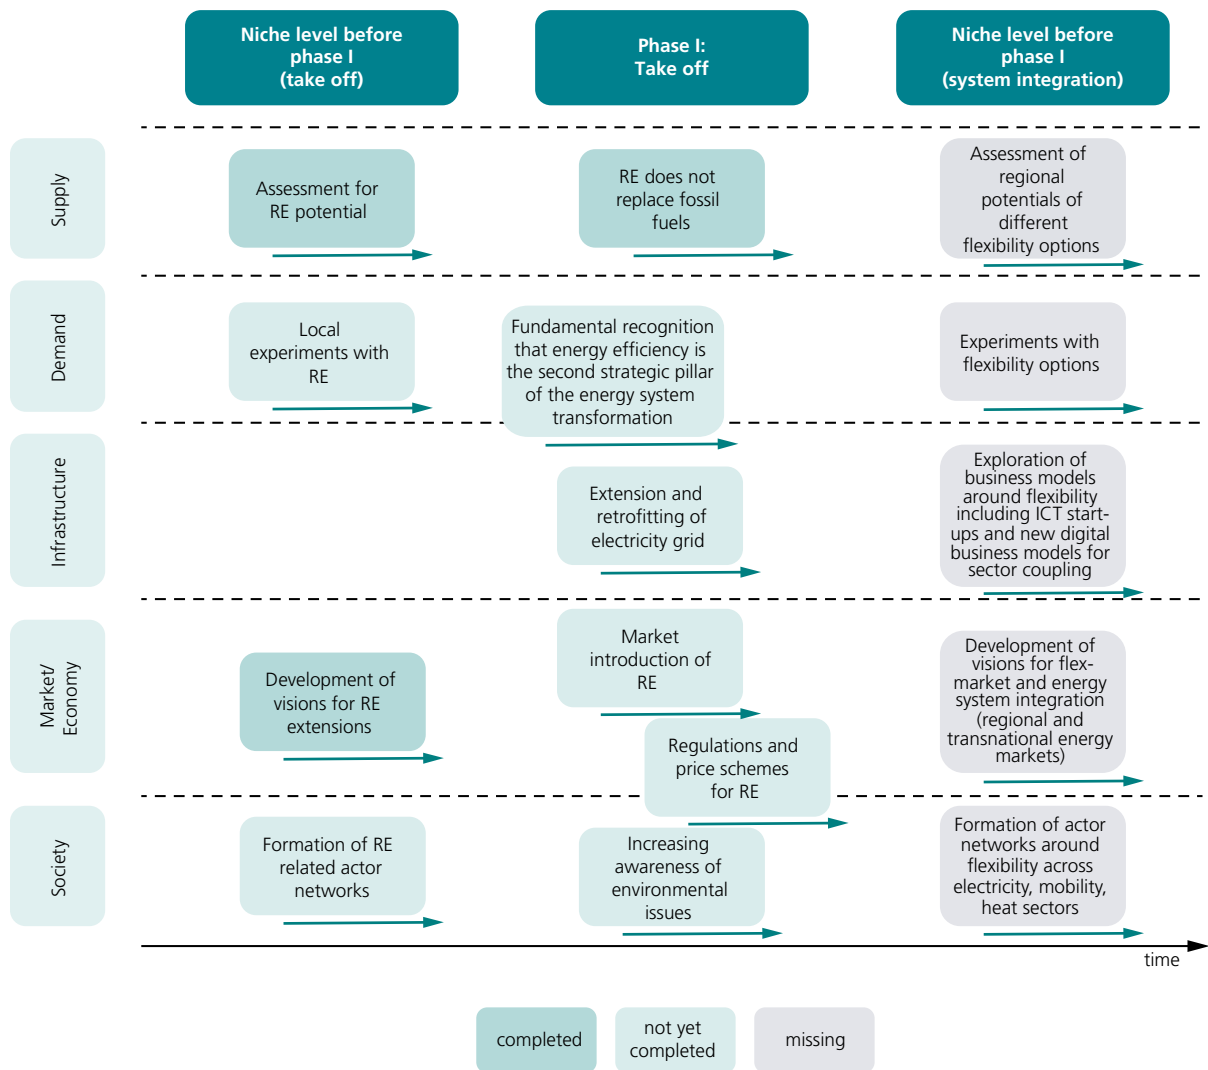 Niche level before
phase I
(take off)
Phase I:
Take off
Niche level before
phase I
(system integration)
Supply
Assessment for
RE potential
RE does not
replace fossil
fuels
Assessment of
regional
potentials of
different
flexibility options
Demand
Local
experiments with
RE
Fundamental recognition
that energy efficiency is
the second strategic pillar
of the energy system
transformation
Experiments with
flexibility options
Infrastructure
Extension and
retrofitting of
electricity grid
Exploration of
business models
around flexibility
including ICT start-
ups and new digital
business models for
sector coupling
Market/
Economy
Development of
visions for RE
extensions
Market
introduction of
RE
Regulations and
price schemes
for RE
Development of
visions for flex-
market and energy
system integration
(regional and
transnational energy
markets)
Society
Formation of RE
related actor
networks
Increasing
awareness of
environmental
issues
Formation of actor
networks around
flexibility across
electricity, mobility,
heat sectors
time
completed
not yet
completed
missing